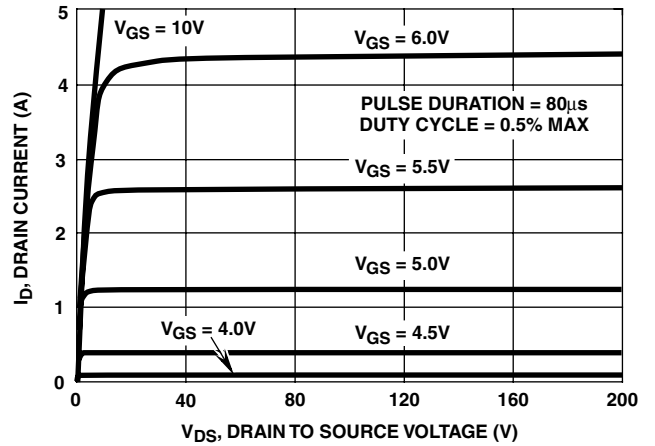 5
4
3
2
1
0
I_D, DRAIN CURRENT (A)
V_GS = 10V
V_GS = 6.0V
PULSE DURATION = 80μs
DUTY CYCLE = 0.5% MAX
V_GS = 5.5V
V_GS = 5.0V
V_GS = 4.0V
V_GS = 4.5V
0
40
80
120
160
200
V_DS, DRAIN TO SOURCE VOLTAGE (V)